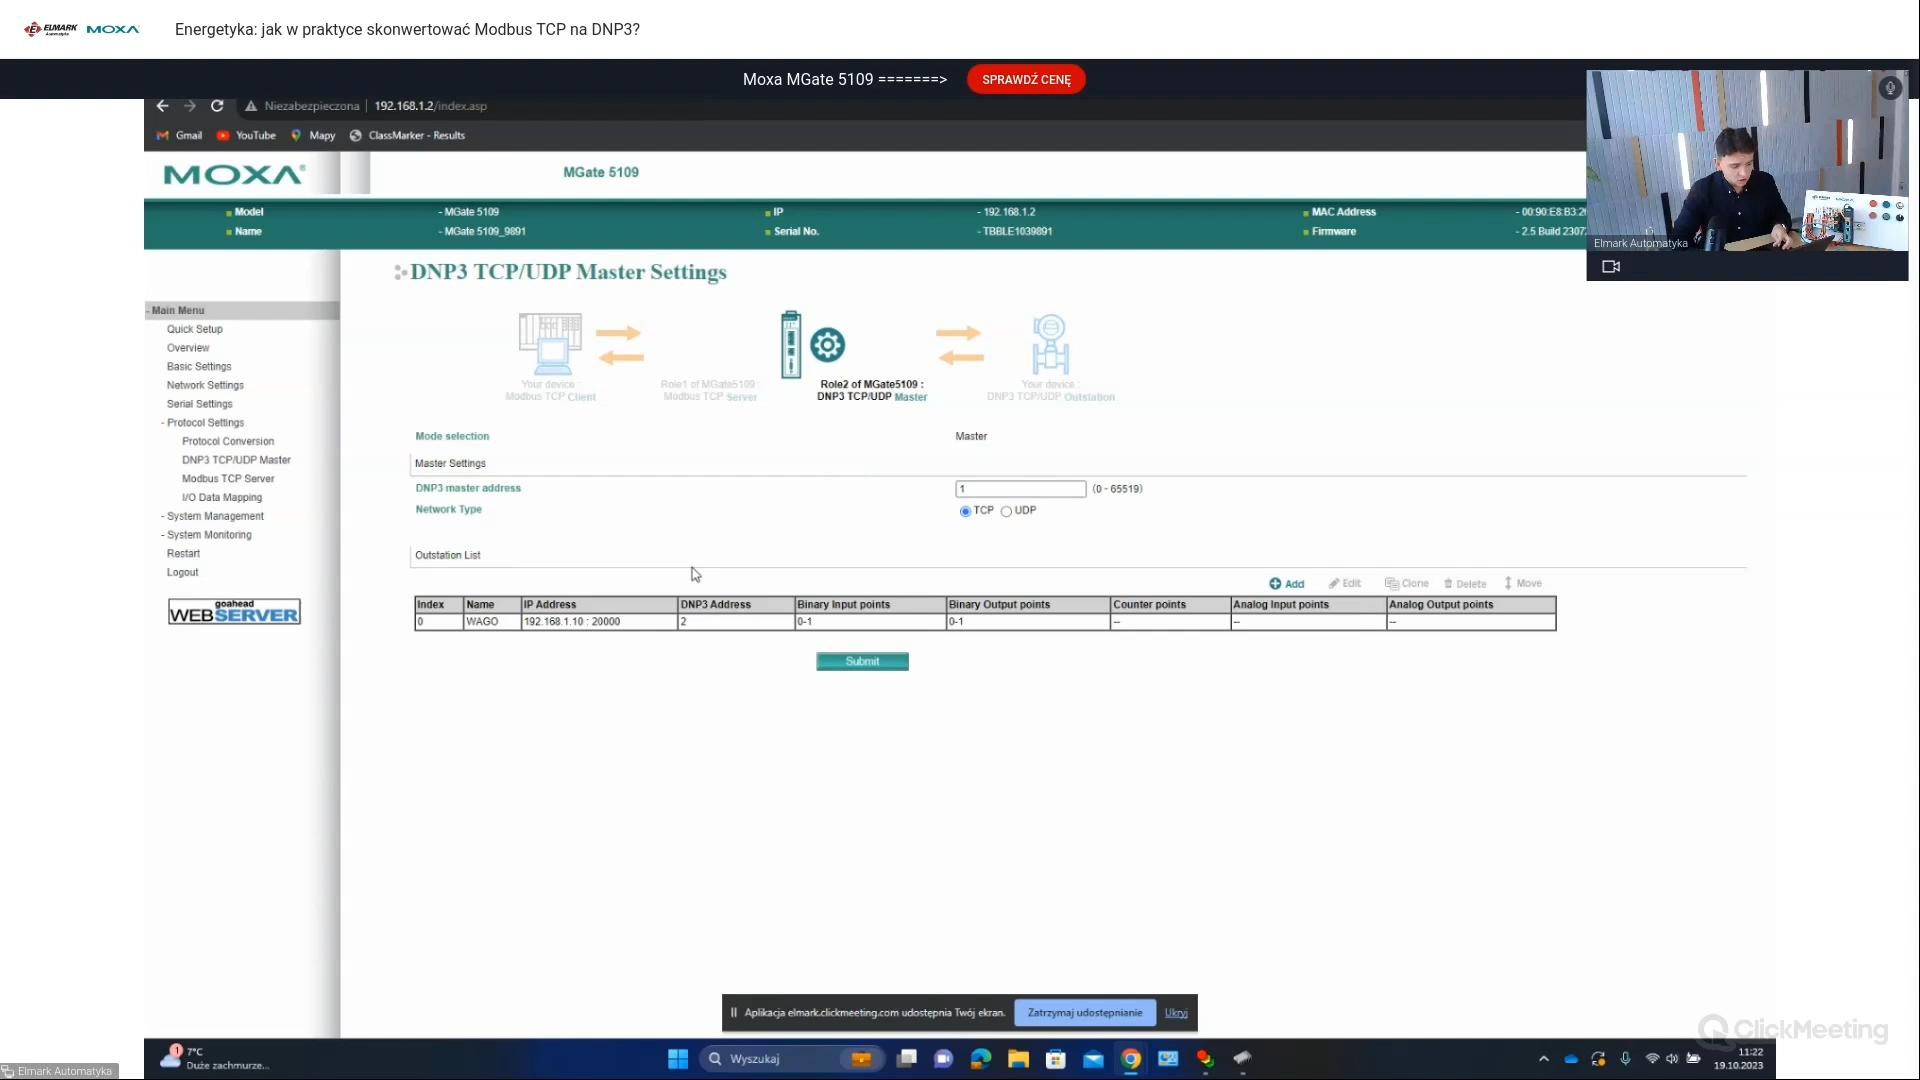 ELMARK Automatyka MOXA Energetyka: jak w praktyce skonwertować Modbus TCP na DNP3?
Moxa MGate 5109 =======> SPRAWDŹ CENĘ
Niezabezpieczona | 192.168.1.2/index.asp
Gmail YouTube Mapy ClassMarker - Results
MOXA MGate 5109
Model - MGate 5109 IP - 192.168.1.2 MAC Address
Name - MGate 5109_9891 Serial No. - TBBLE1039891 Firmware
Elmark Automatyka
DNP3 TCP/UDP Master Settings
- Main Menu
Quick Setup
Overview
Basic Settings
Network Settings
Serial Settings
- Protocol Settings
Protocol Conversion
DNP3 TCP/UDP Master
Modbus TCP Server
I/O Data Mapping
- System Management
- System Monitoring
Restart
Logout
goahead
WEBSERVER
Your device :
Modbus TCP Client
Role1 of MGate5109 :
Modbus TCP Server
Role2 of MGate5109 :
DNP3 TCP/UDP Master
Your device :
DNP3 TCP/UDP Outstation
Mode selection Master
Master Settings
DNP3 master address 1 (0 - 65519)
Network Type TCP UDP
Outstation List
Add Edit Clone Delete Move
Index Name IP Address DNP3 Address Binary Input points Binary Output points Counter points Analog Input points Analog Output points
0 WAGO 192.168.1.10 : 20000 2 0-1 0-1 -- -- --
Submit
Aplikacja elmark.clickmeeting.com udostępnia Twój ekran. Zatrzymaj udostępnianie Ukryj
ClickMeeting
1 7°C
Duże zachmurze...
Wyszukaj
11:22
19.10.2023
Elmark Automatyka